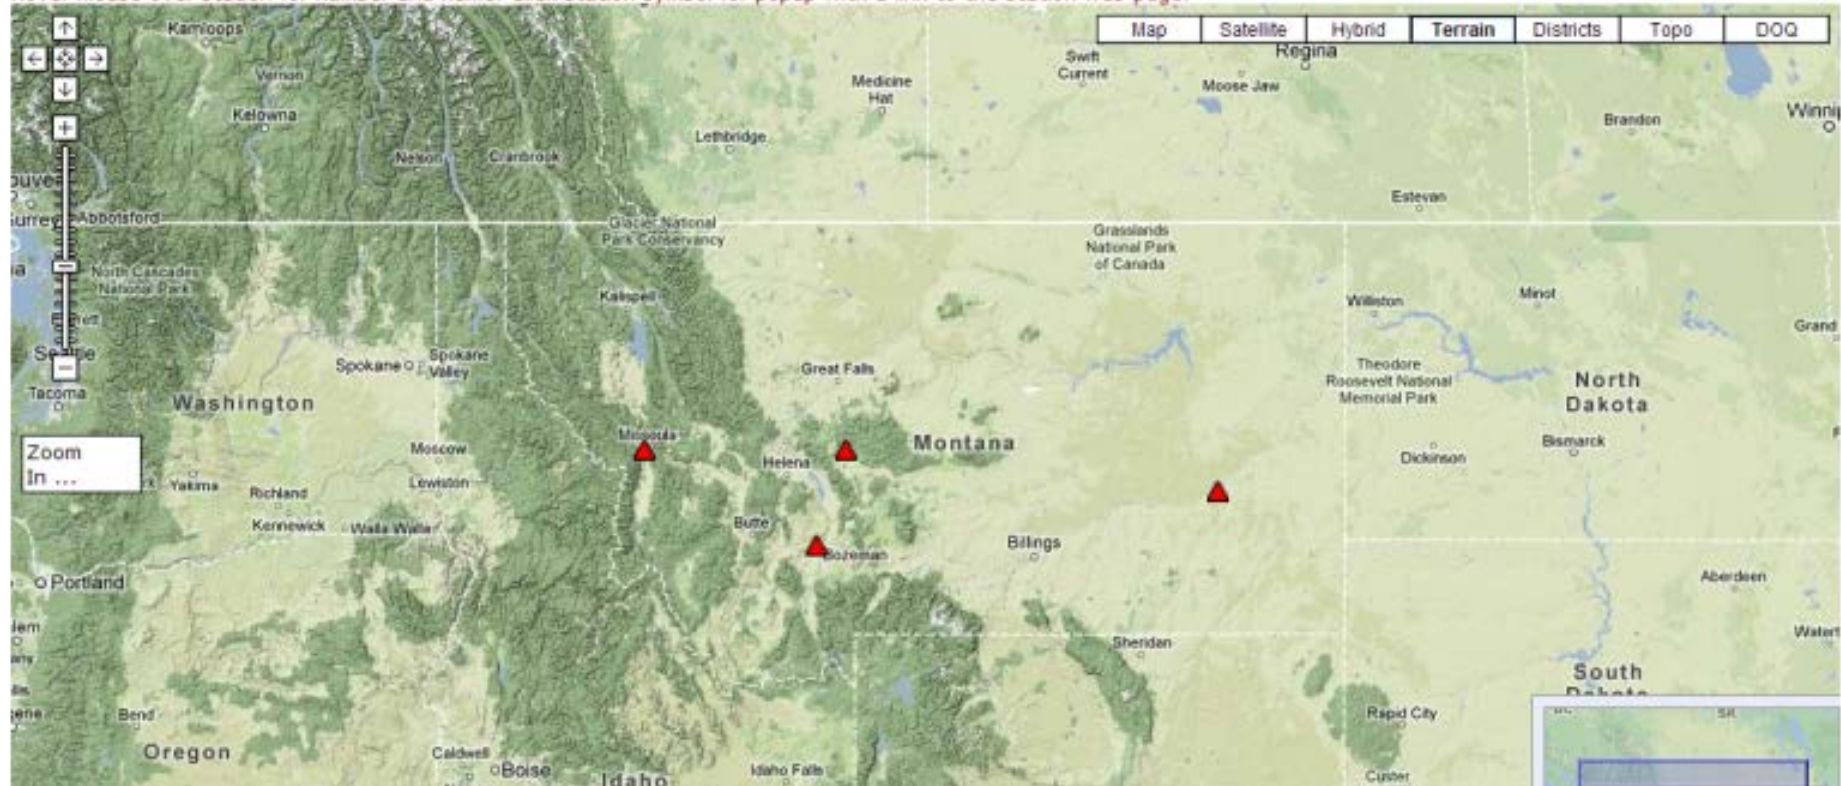 Map Satellite Hybrid Terrain Districts Topo DOQ
Kamloops
Regina
Swift
Current
Vernon
Medicine
Hat
Moose Jaw
Kelowna
Brandon
Lethbridge
Nelson
Cranbrook
Estevan
Abbotsford
Glacier National
Park Conservancy
Grasslands
National Park
of Canada
North Cascades
National Park
Kalispell
Williston
Minot
Grand
Spokane
Spokane
Valley
Great Falls
Theodore
Roosevelt National
Memorial Park
North
Dakota
Tacoma
Washington
Missoula
Montana
Bismarck
Zoom
In ...
Moscow
Helena
Dickinson
Yakima
Richland
Lewiston
Kennewick
Walla Walla
Butte
Bozeman
Billings
Portland
Aberdeen
Sheridan
South
Dakota
Bend
Rapid City
Oregon
Caldwell
Boise
Idaho
Idaho Falls
Custer
SK